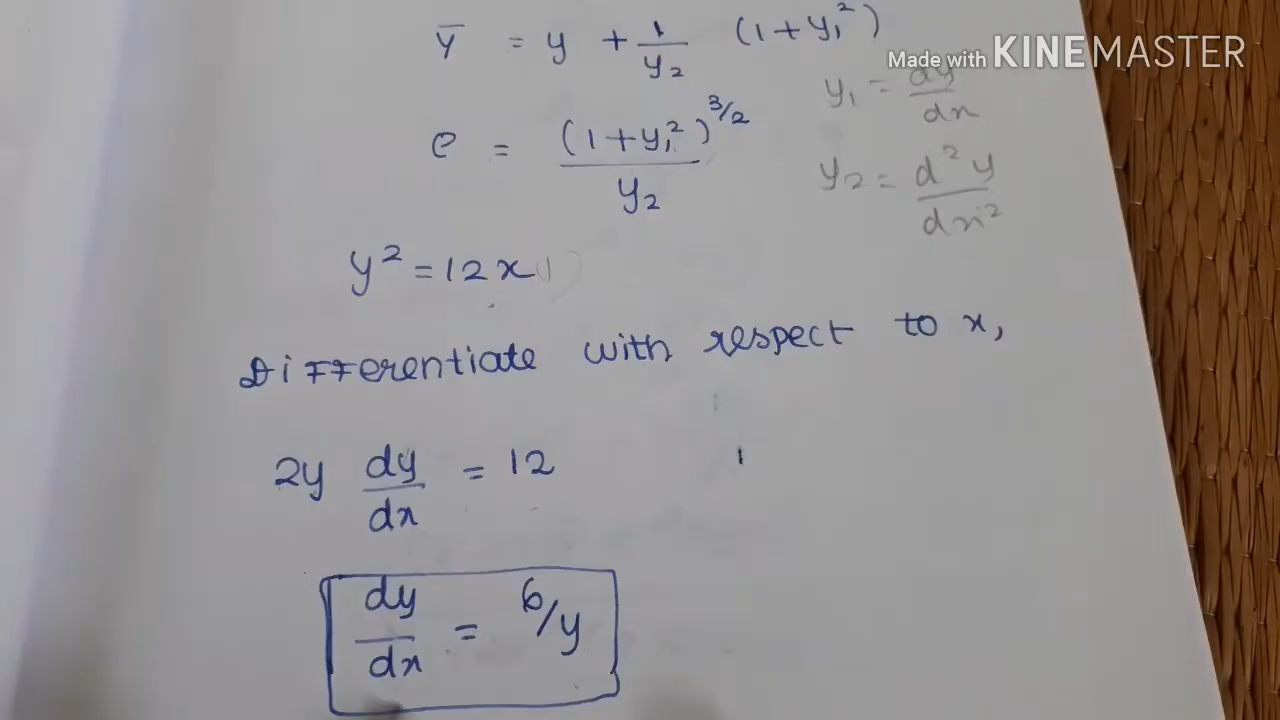 ȳ = y + 1/y₂ (1+y₁²)
Made with KINEMASTER
y₁ = dy/dx
ρ = (1+y₁²)^3/2 / y₂
y₂ = d²y/dx²
y² = 12x
Differentiate with respect to x,
2y dy/dx = 12
dy/dx = 6/y